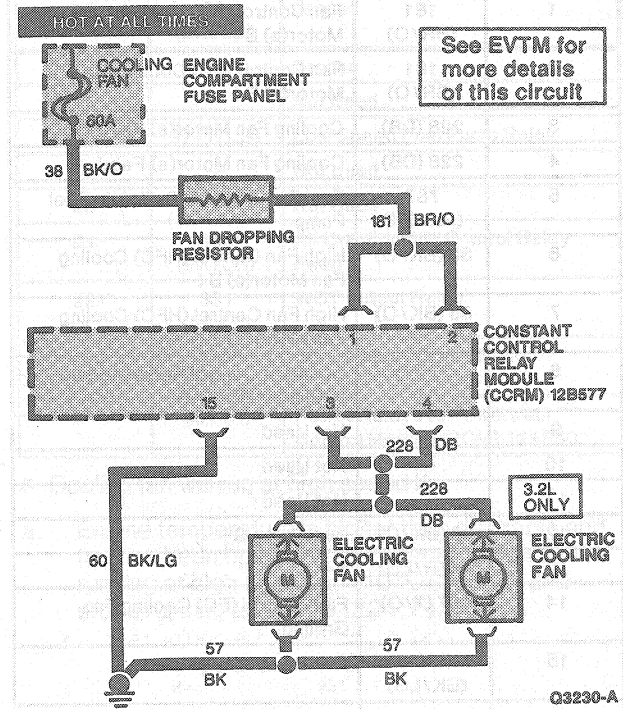 HOT AT ALL TIMES
COOLING
FAN
60A
ENGINE
COMPARTMENT
FUSE PANEL
See EVTM for
more details
of this circuit
38
BK/O
FAN DROPPING
RESISTOR
181
BR/O
1
2
CONSTANT
CONTROL
RELAY
MODULE
(CCRM) 12B577
15
3
4
228
DB
228
DB
3.2L
ONLY
ELECTRIC
COOLING
FAN
M
ELECTRIC
COOLING
FAN
M
60
BK/LG
57
BK
57
BK
Q3230-A